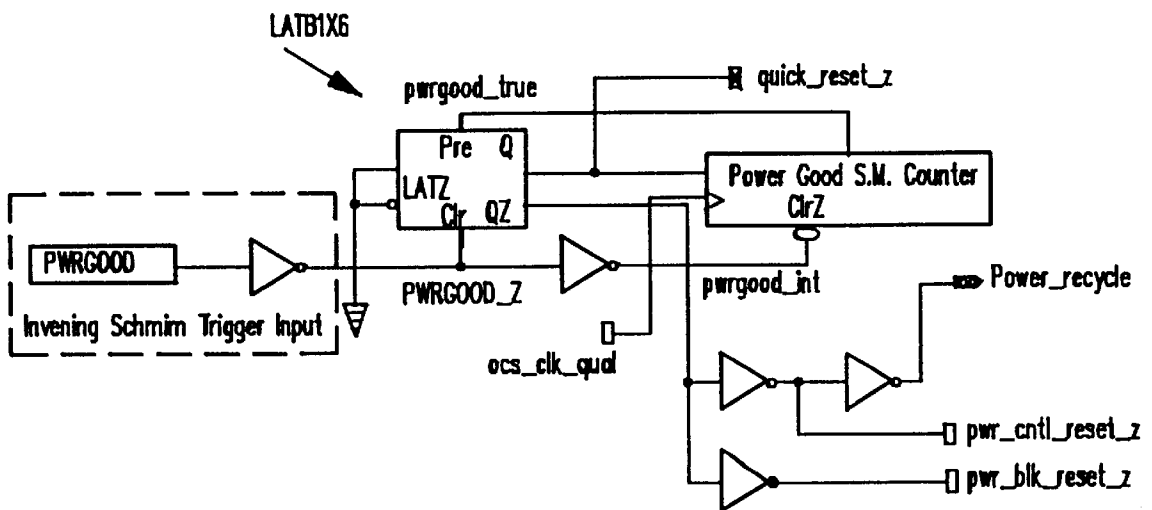 LATB1X6
pwrgood_true
quick_reset_z
Pre Q
LATZ
Clr QZ
Power Good S.M. Counter
ClrZ
PWRGOOD
PWRGOOD_Z
pwrgood_int
Power_recycle
Invening Schmim Trigger Input
ocs_clk_qual
pwr_cntl_reset_z
pwr_blk_reset_z